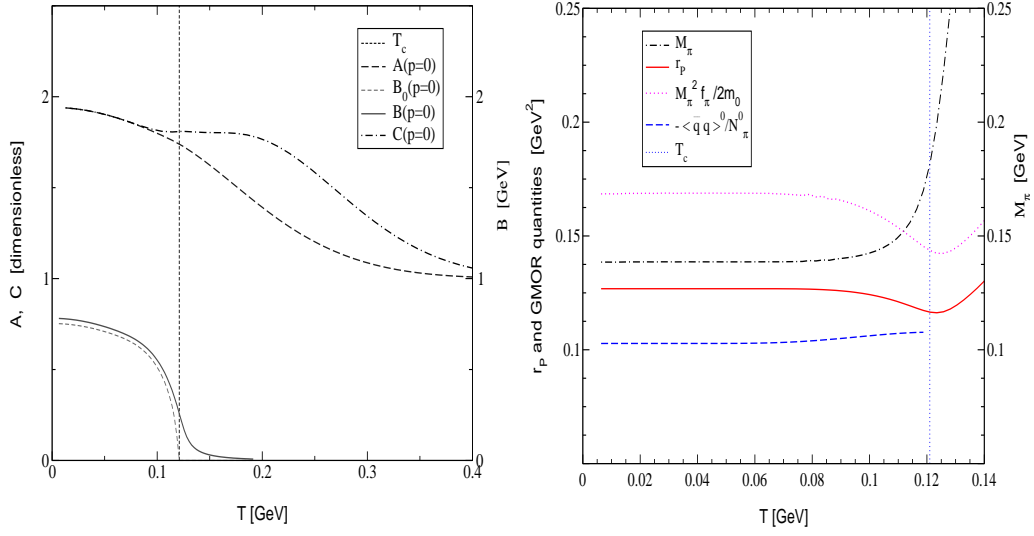 A, C [dimensionless]
2
1
0
0
0.1
0.2
0.3
0.4
T [GeV]
2
1
0
B [GeV]
T_c
A(p=0)
B_0(p=0)
B(p=0)
C(p=0)
r_P and GMOR quantities [GeV^2]
0.25
0.2
0.15
0.1
0
0.02
0.04
0.06
0.08
0.1
0.12
0.14
T [GeV]
0.25
0.20
0.15
0.1
M_π [GeV]
M_π
r_P
M_π^2 f_π/2m_0
-<q̄ q>^0/N_π^0
T_c